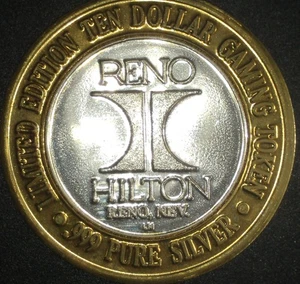 LIMITED EDITION TEN DOLLAR GAMING TOKEN
RENO
HILTON
RENO, NEV.
.999 PURE SILVER